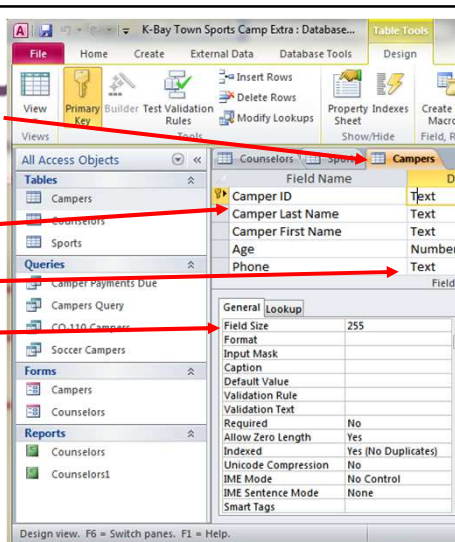 A K-Bay Town Sports Camp Extra : Database... Table Tools
File Home Create External Data Database Tools Design
View Primary Key Builder Test Validation Rules Insert Rows Delete Rows Modify Lookups Property Sheet Indexes Create Macro
Views Tools Show/Hide Field, R
All Access Objects Counselors Sports Campers
Tables Field Name D
Campers Camper ID Text
Counselors Camper Last Name Text
Sports Camper First Name Text
Queries Age Number
Camper Payments Due Phone Text
Field
Campers Query General Lookup
CO-110 Campers Field Size 255
Soccer Campers Format
Input Mask
Forms Caption
Campers Default Value
Validation Rule
Counselors Validation Text
Reports Required No
Counselors Allow Zero Length Yes
Indexed Yes (No Duplicates)
Counselors1 Unicode Compression No
IME Mode No Control
IME Sentence Mode None
Smart Tags
Design view. F6 = Switch panes. F1 = Help.